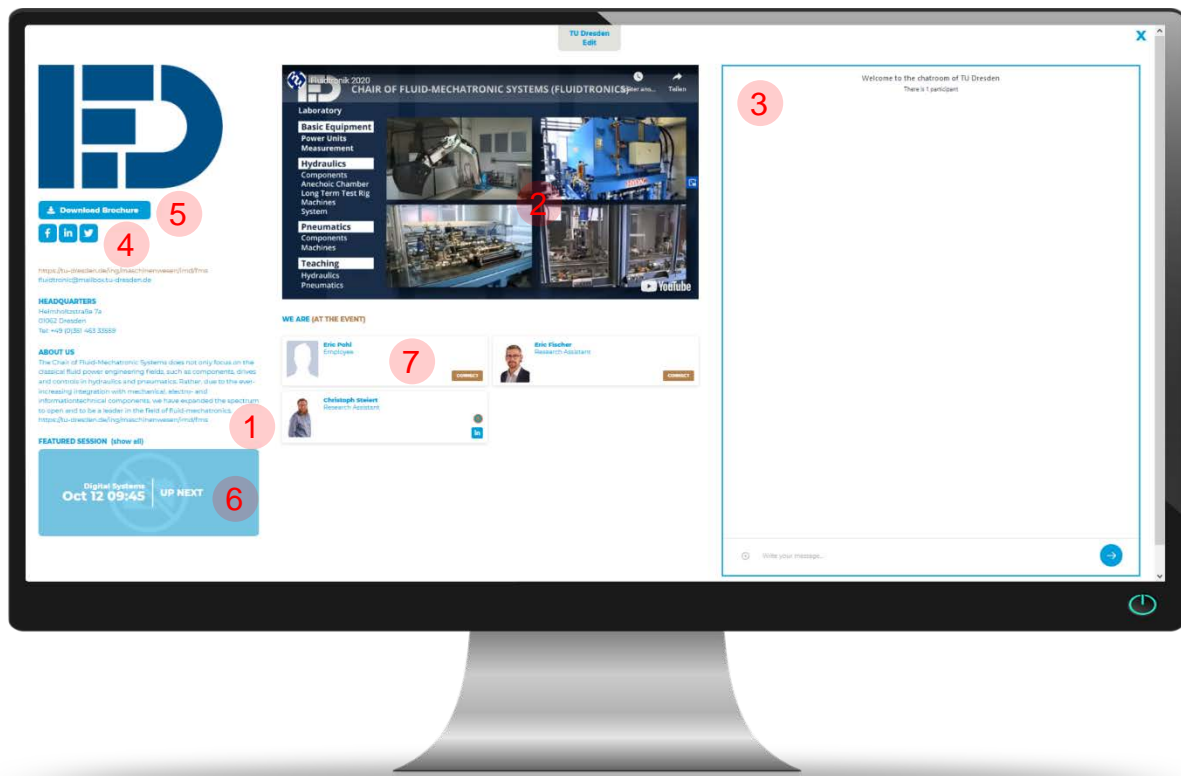 TU Dresden
Edit
X
5
Download Brochure
4
https://tu-dresden.de/ing/maschinenwesen/imd/fms
fluidtronic@mailbox.tu-dresden.de
HEADQUARTERS
Helmholtzstraße 7a
01062 Dresden
Tel: +49 (0)351 463 33559
ABOUT US
The Chair of Fluid-Mechatronic Systems does not only focus on the
classical fluid power engineering fields, such as components, drives
and controls in hydraulics and pneumatics. Rather, due to the ever-
increasing integration with mechanical, electro- and
informationtechnical components, we have expanded the spectrum
to open and to be a leader in the field of fluid-mechatronics.
https://tu-dresden.de/ing/maschinenwesen/imd/fms
1
FEATURED SESSION (show all)
Digital Systems
Oct 12 09:45
UP NEXT
6
Fluidtronik 2020
CHAIR OF FLUID-MECHATRONIC SYSTEMS (FLUIDTRONICS)
Später ans...
Teilen
Laboratory
Basic Equipment
Power Units
Measurement
Hydraulics
Components
Anechoic Chamber
Long Term Test Rig
Machines
System
Pneumatics
Components
Machines
Teaching
Hydraulics
Pneumatics
2
YouTube
WE ARE (AT THE EVENT)
Eric Pohl
Employee
7
CONNECT
Eric Fischer
Research Assistant
CONNECT
Christoph Steiert
Research Assistant
in
3
Welcome to the chatroom of TU Dresden
There is 1 participant
Write your message...